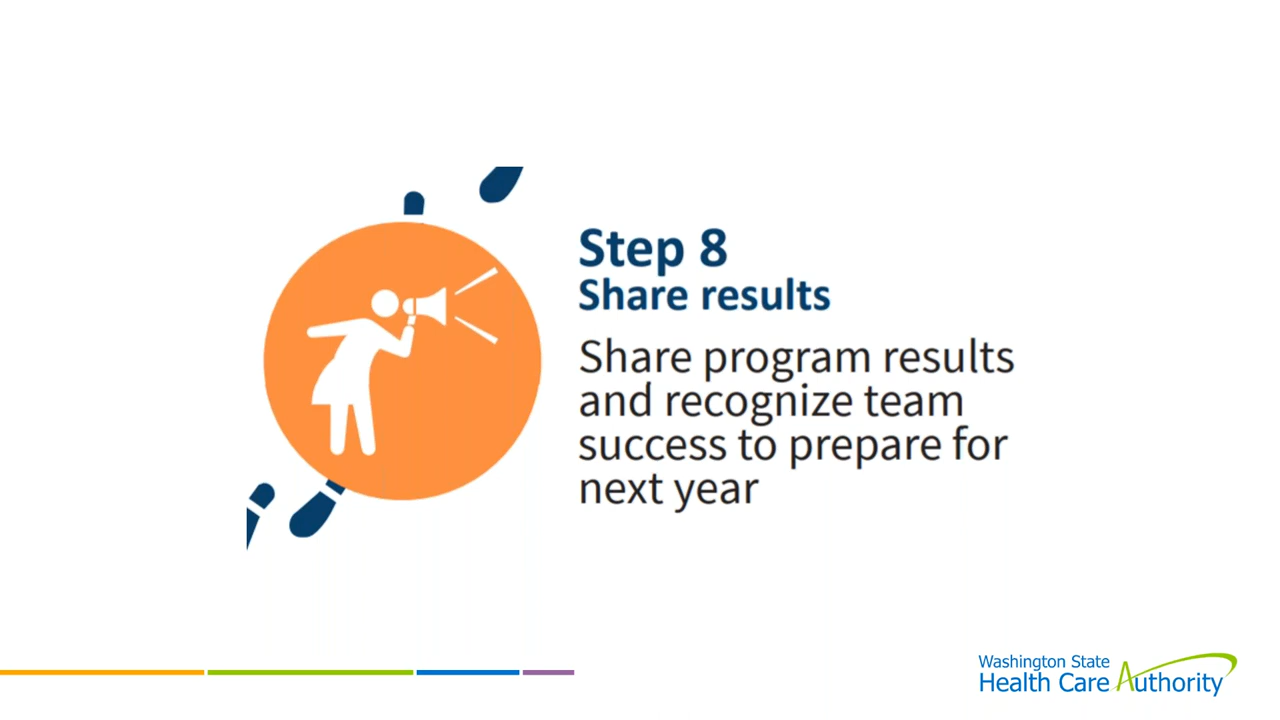 Step 8
Share results
Share program results
and recognize team
success to prepare for
next year
Washington State
Health Care Authority